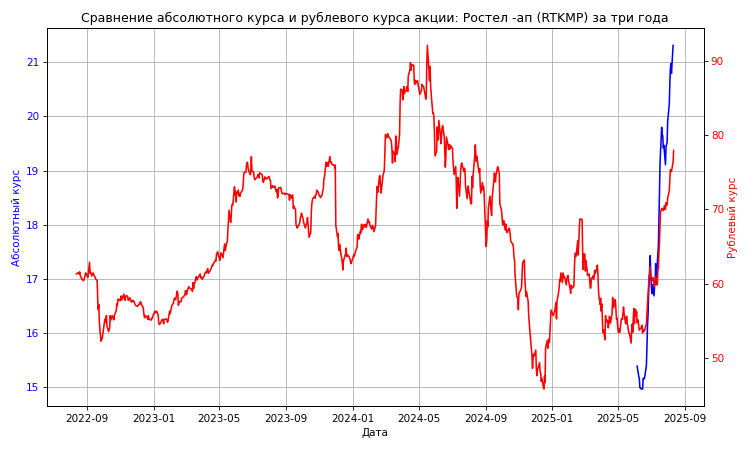 Сравнение абсолютного курса и рублевого курса акции: Ростел -ап (RTKMP) за три года
Абсолютный курс
21
20
19
18
17
16
15
90
80
70
60
50
Рублевый курс
2022-09 2023-01 2023-05 2023-09 2024-01 2024-05 2024-09 2025-01 2025-05 2025-09
Дата